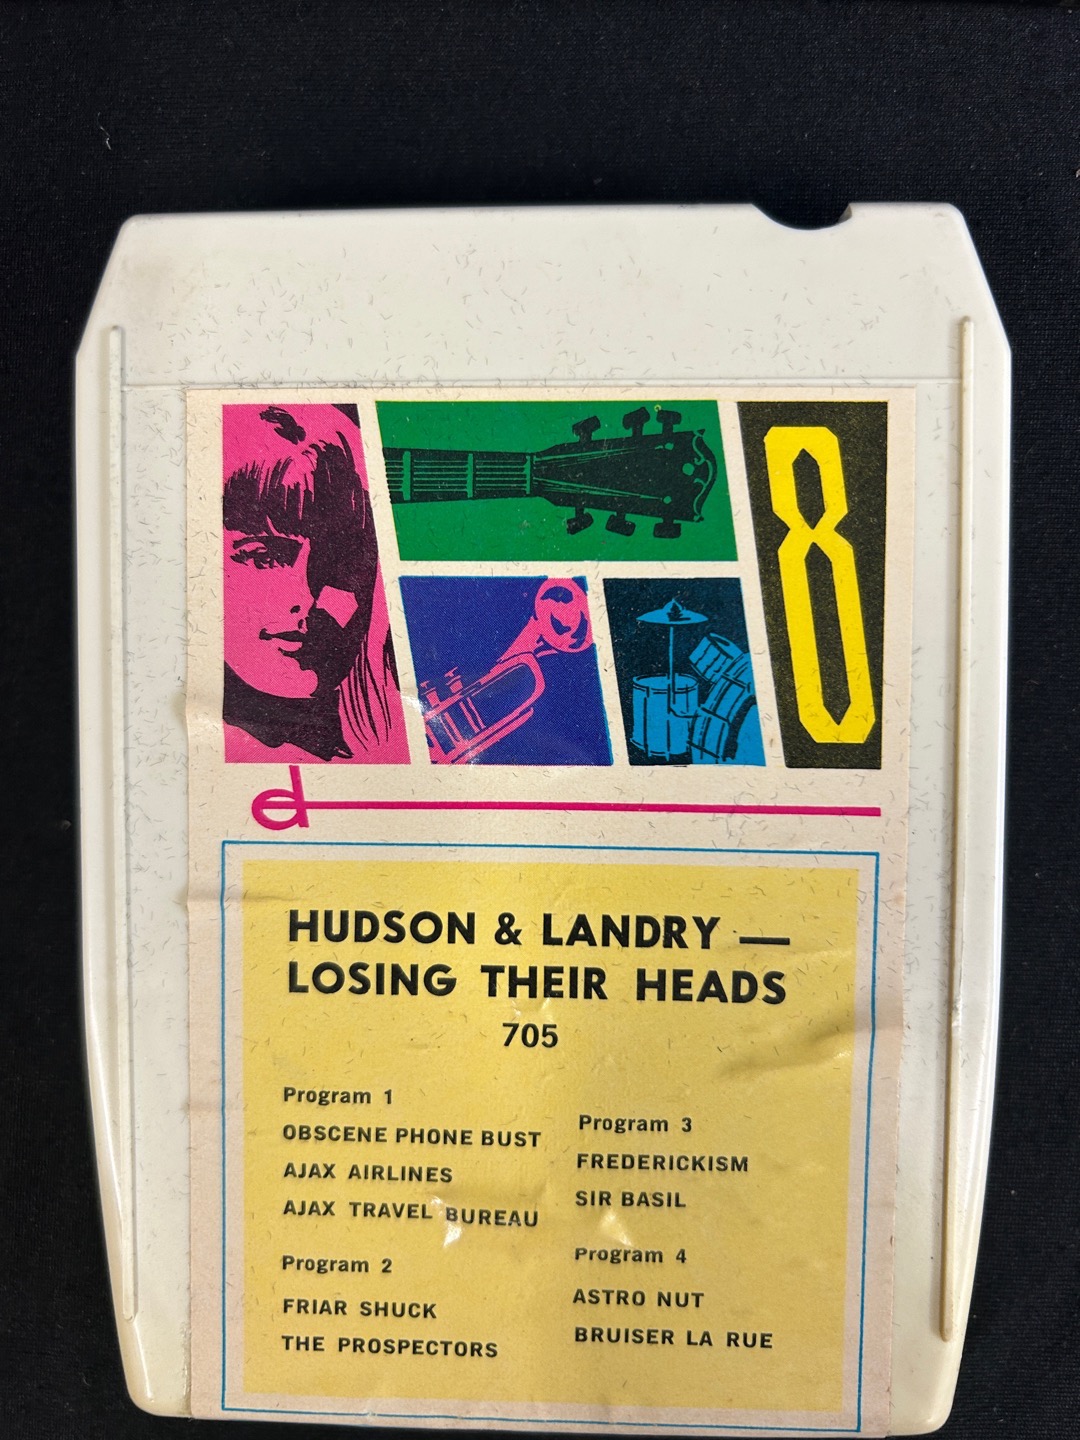 8
d
HUDSON & LANDRY —
LOSING THEIR HEADS
705
Program 1
OBSCENE PHONE BUST
AJAX AIRLINES
AJAX TRAVEL BUREAU
Program 2
FRIAR SHUCK
THE PROSPECTORS
Program 3
FREDERICKISM
SIR BASIL
Program 4
ASTRO NUT
BRUISER LA RUE